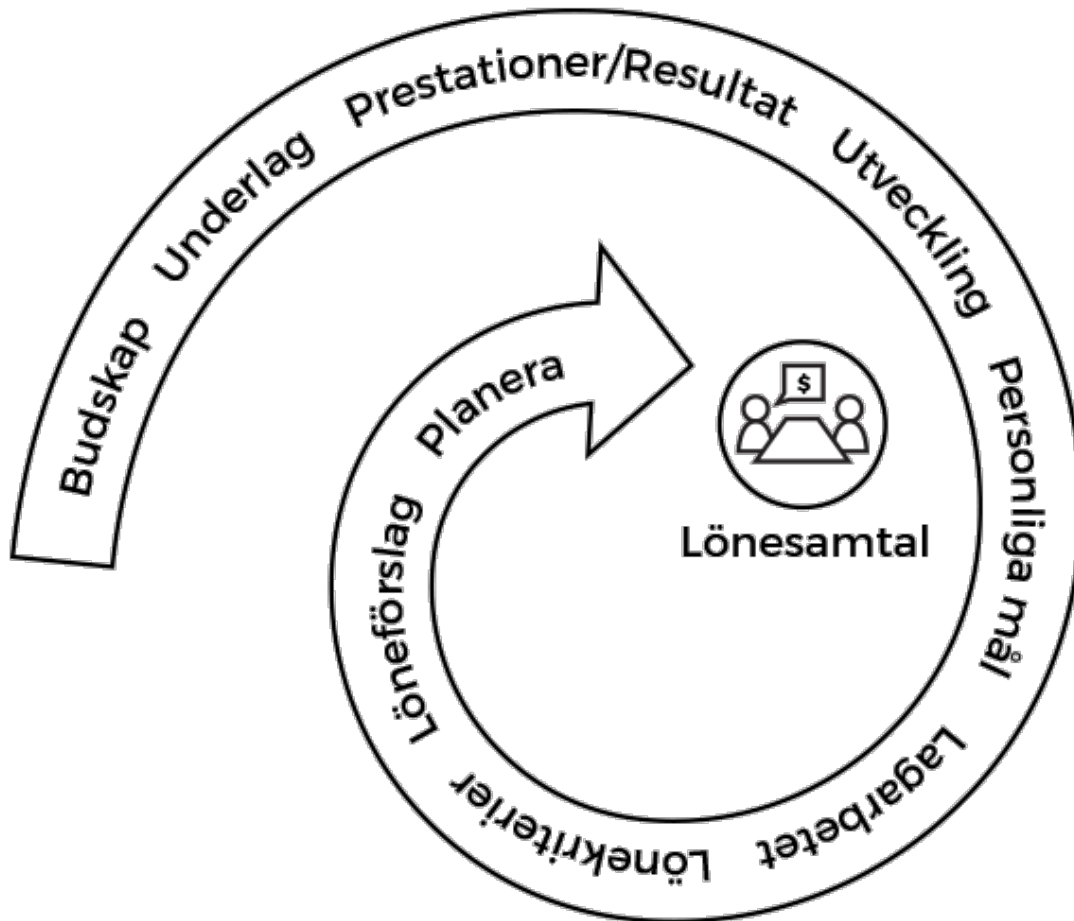 Budskap
Underlag
Prestationer/Resultat
Utveckling
Personliga mål
Lagarbetet
Lönekriterier
Löneförslag
Planera
$
Lönesamtal